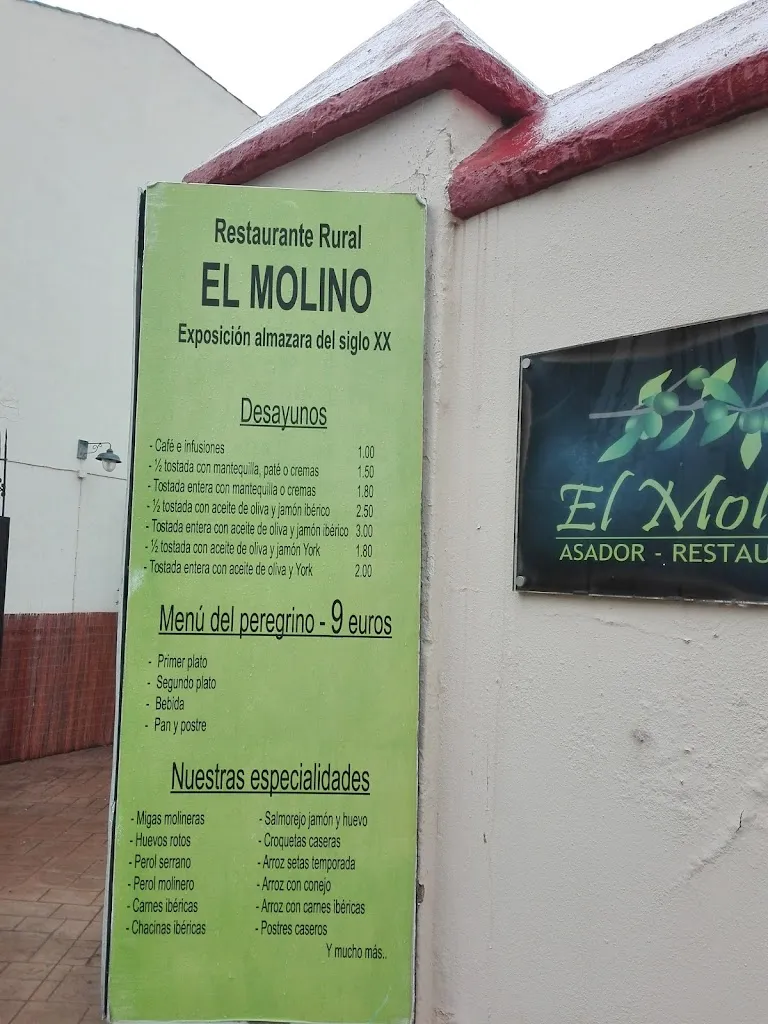 Restaurante Rural
EL MOLINO
Exposición almazara del siglo XX
Desayunos
- Café e infusiones 1.00
- ½ tostada con mantequilla, paté o cremas 1.50
- Tostada entera con mantequilla o cremas 1.80
- ½ tostada con aceite de oliva y jamón ibérico 2.50
- Tostada entera con aceite de oliva y jamón ibérico 3.00
- ½ tostada con aceite de oliva y jamón York 1.80
- Tostada entera con aceite de oliva y York 2.00
Menú del peregrino - 9 euros
- Primer plato
- Segundo plato
- Bebida
- Pan y postre
Nuestras especialidades
- Migas molineras
- Huevos rotos
- Perol serrano
- Perol molinero
- Carnes ibéricas
- Chacinas ibéricas
- Salmorejo jamón y huevo
- Croquetas caseras
- Arroz setas temporada
- Arroz con conejo
- Arroz con carnes ibéricas
- Postres caseros
Y mucho más..
El Mol
ASADOR - RESTAU